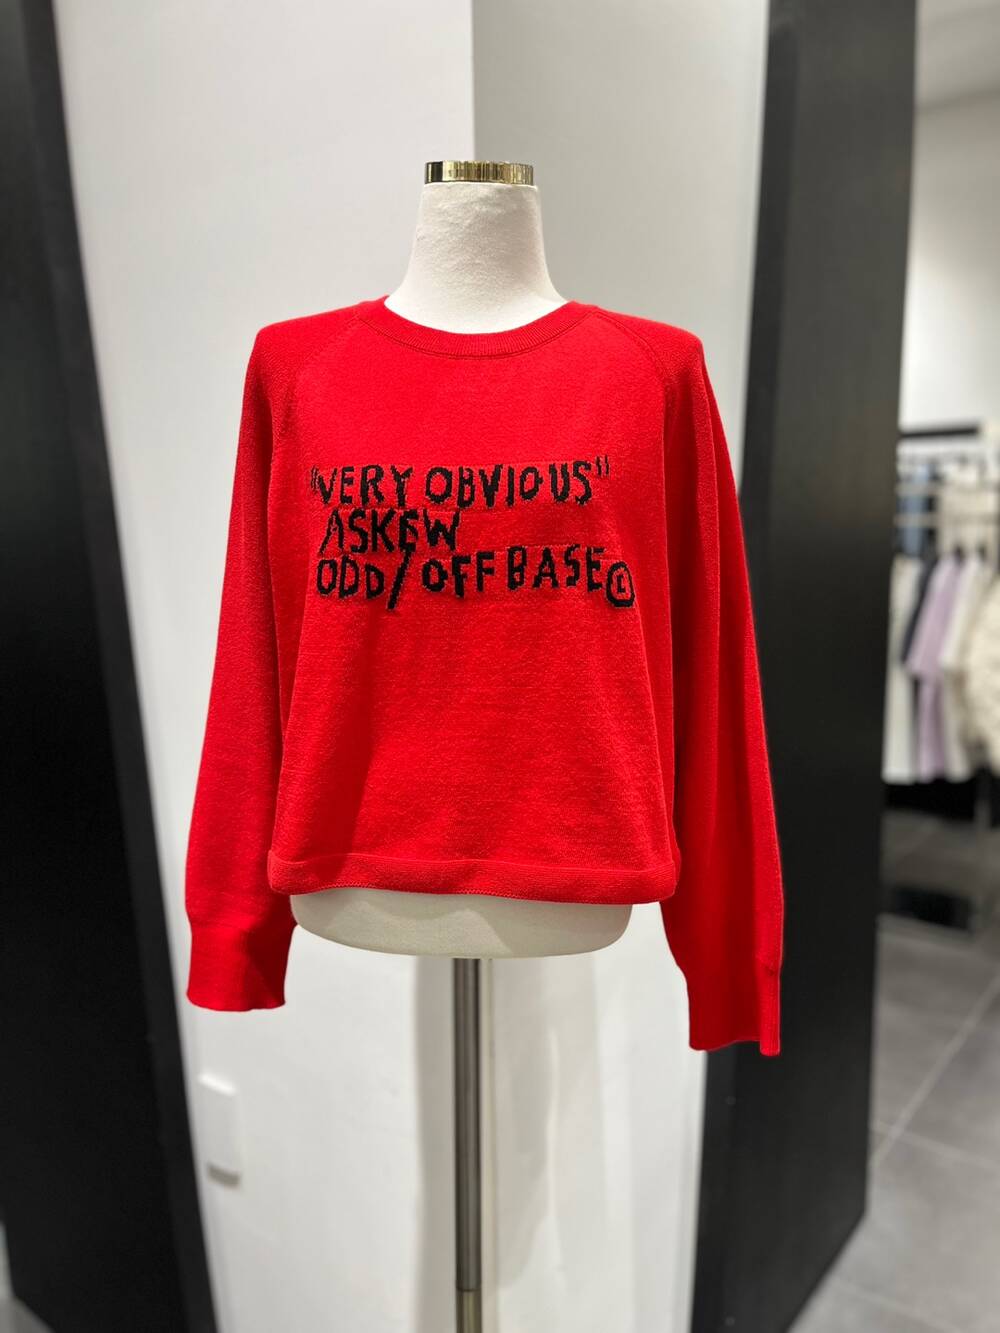 "VERY OBVIOUS"
ASKEW
ODD/OFF BASE Ⓛ